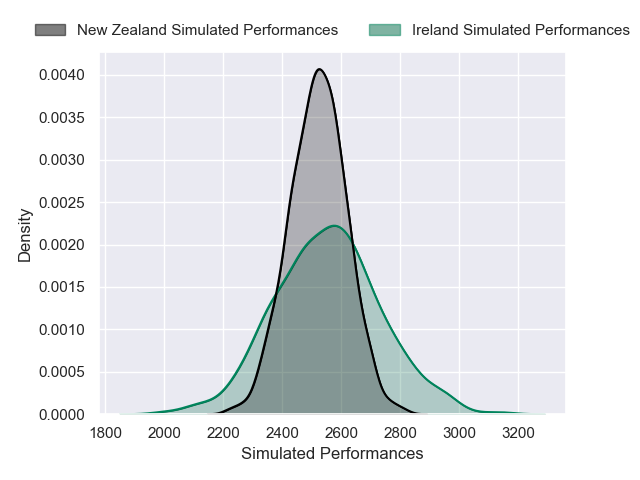 New Zealand Simulated Performances Ireland Simulated Performances
0.0040
0.0035
0.0030
0.0025
0.0020
0.0015
0.0010
0.0005
0.0000
Density
1800 2000 2200 2400 2600 2800 3000 3200
Simulated Performances